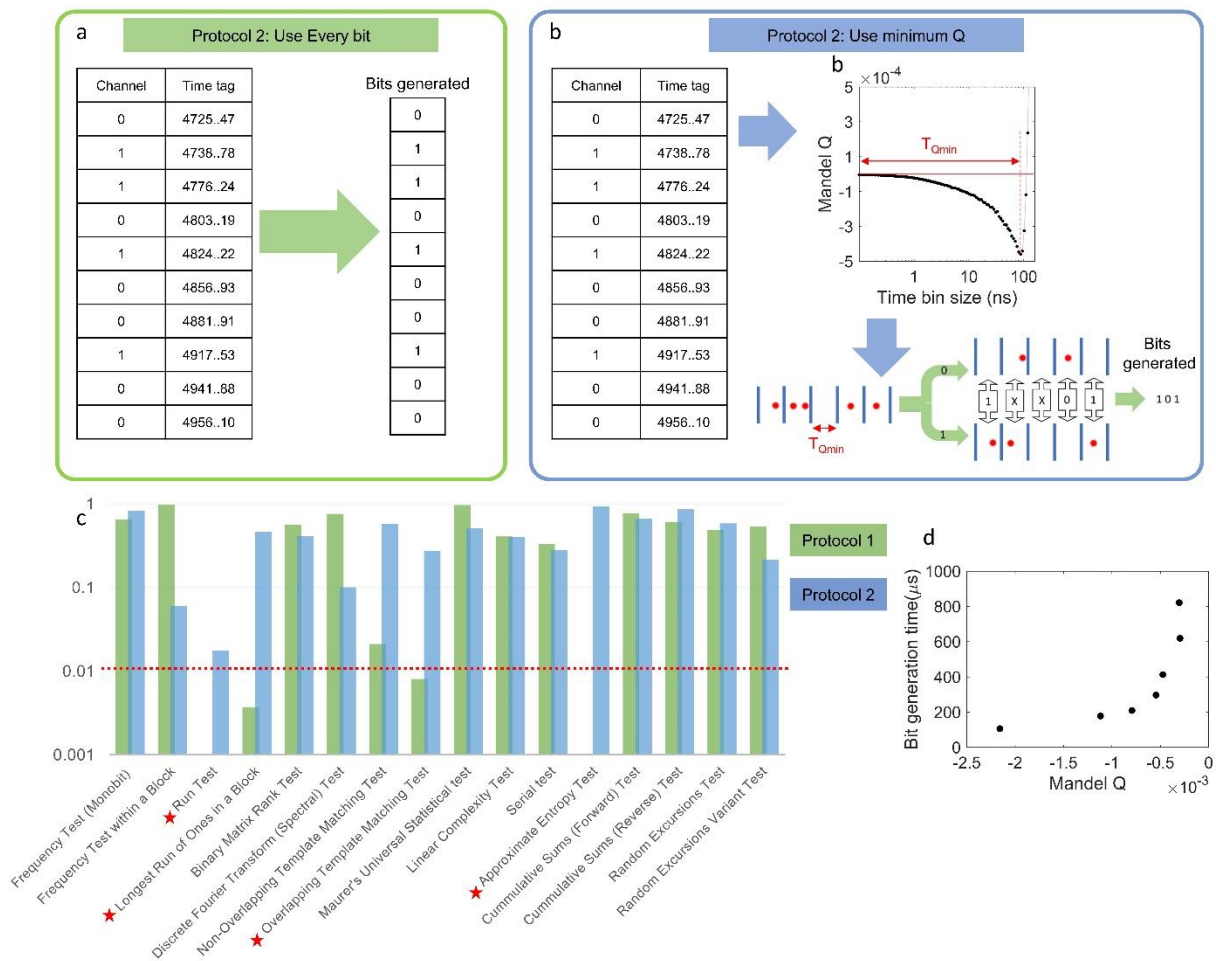 a
Protocol 2: Use Every bit
Channel Time tag
0 4725..47
1 4738..78
1 4776..24
0 4803..19
1 4824..22
0 4856..93
0 4881..91
1 4917..53
0 4941..88
0 4956..10
Bits generated
0
1
1
0
1
0
0
1
0
0
b
Protocol 2: Use minimum Q
Channel Time tag
0 4725..47
1 4738..78
1 4776..24
0 4803..19
1 4824..22
0 4856..93
0 4881..91
1 4917..53
0 4941..88
0 4956..10
b
×10⁻⁴
5
3
1
-1
-3
-5
Mandel Q
TQmin
1 10 100
Time bin size (ns)
TQmin
0
1
1 X X 0 1
Bits
generated
1 0 1
c
1
0.1
0.01
0.001
Frequency Test (Monobit)
Frequency Test within a Block
Run Test
Longest Run of Ones in a Block
Binary Matrix Rank Test
Discrete Fourier Transform (Spectral) Test
Non-Overlapping Template Matching Test
Overlapping Template Matching Test
Maurer's Universal Statistical test
Linear Complexity Test
Serial test
Approximate Entropy Test
Cummulative Sums (Forward) Test
Cummulative Sums (Reverse) Test
Random Excursions Test
Random Excursions Variant Test
Protocol 1
Protocol 2
d
1000
800
600
400
200
0
Bit generation time(μs)
-2.5 -2 -1.5 -1 -0.5 0
Mandel Q
×10⁻³